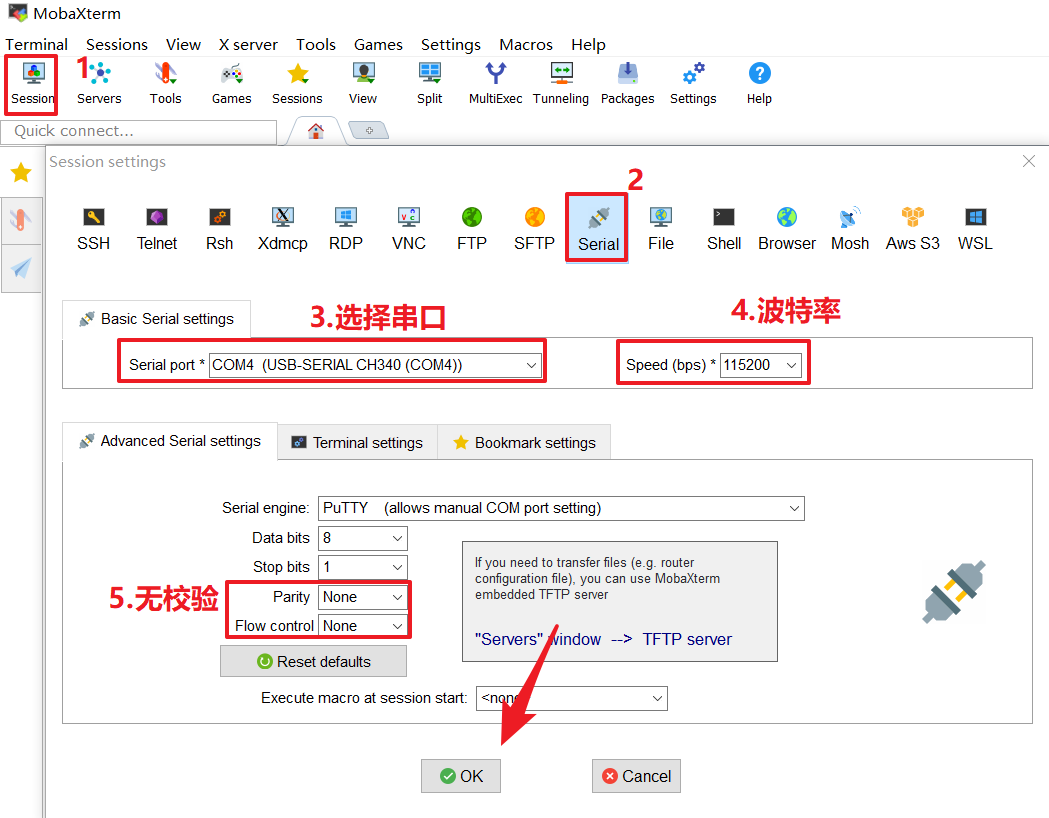 MobaXterm
Terminal Sessions View X server Tools Games Settings Macros Help
1
Session Servers Tools Games Sessions View Split MultiExec Tunneling Packages Settings Help
Quick connect...
Session settings
2
SSH Telnet Rsh Xdmcp RDP VNC FTP SFTP Serial File Shell Browser Mosh Aws S3 WSL
Basic Serial settings
3.选择串口
4.波特率
Serial port * COM4 (USB-SERIAL CH340 (COM4))
Speed (bps) * 115200
Advanced Serial settings Terminal settings Bookmark settings
Serial engine: PuTTY (allows manual COM port setting)
Data bits 8
Stop bits 1
5.无校验
Parity None
Flow control None
If you need to transfer files (e.g. router
configuration file), you can use MobaXterm
embedded TFTP server
"Servers" window --> TFTP server
Reset defaults
Execute macro at session start: <none
OK Cancel